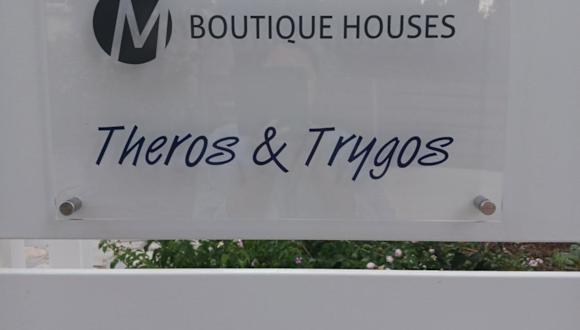 M
BOUTIQUE HOUSES
Theros & Trygos